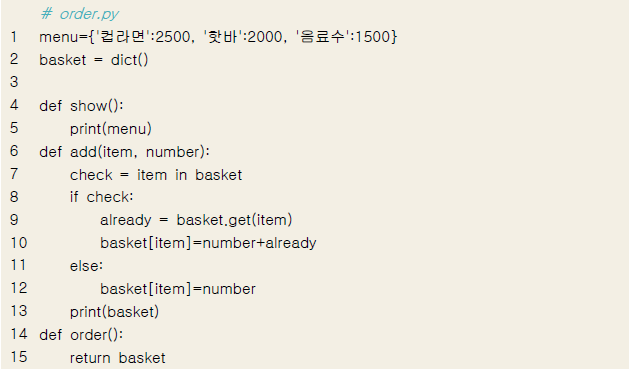 # order.py
1 menu={'컵라면':2500, '핫바':2000, '음료수':1500}
2 basket = dict()
3
4 def show():
5     print(menu)
6 def add(item, number):
7     check = item in basket
8     if check:
9         already = basket.get(item)
10         basket[item]=number+already
11     else:
12         basket[item]=number
13     print(basket)
14 def order():
15     return basket